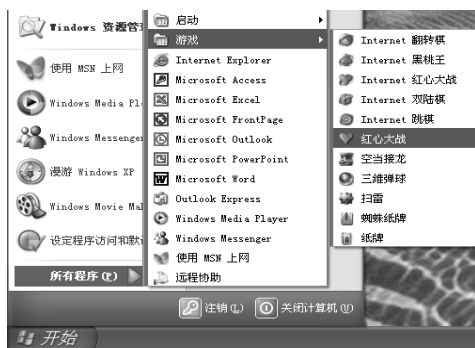 Windows 资源管
使用 MSN 上网
Windows Media Pl
Windows Messenge
漫游 Windows XP
Windows Movie Mal
设定程序访问和默
所有程序(P)
启动
游戏
Internet Explorer
Microsoft Access
Microsoft Excel
Microsoft FrontPage
Microsoft Outlook
Microsoft PowerPoint
Microsoft Word
Outlook Express
Windows Media Player
Windows Messenger
使用 MSN 上网
远程协助
Internet 翻转棋
Internet 黑桃王
Internet 红心大战
Internet 双陆棋
Internet 跳棋
红心大战
空当接龙
三维弹球
扫雷
蜘蛛纸牌
纸牌
注销(L)
关闭计算机(U)
开始